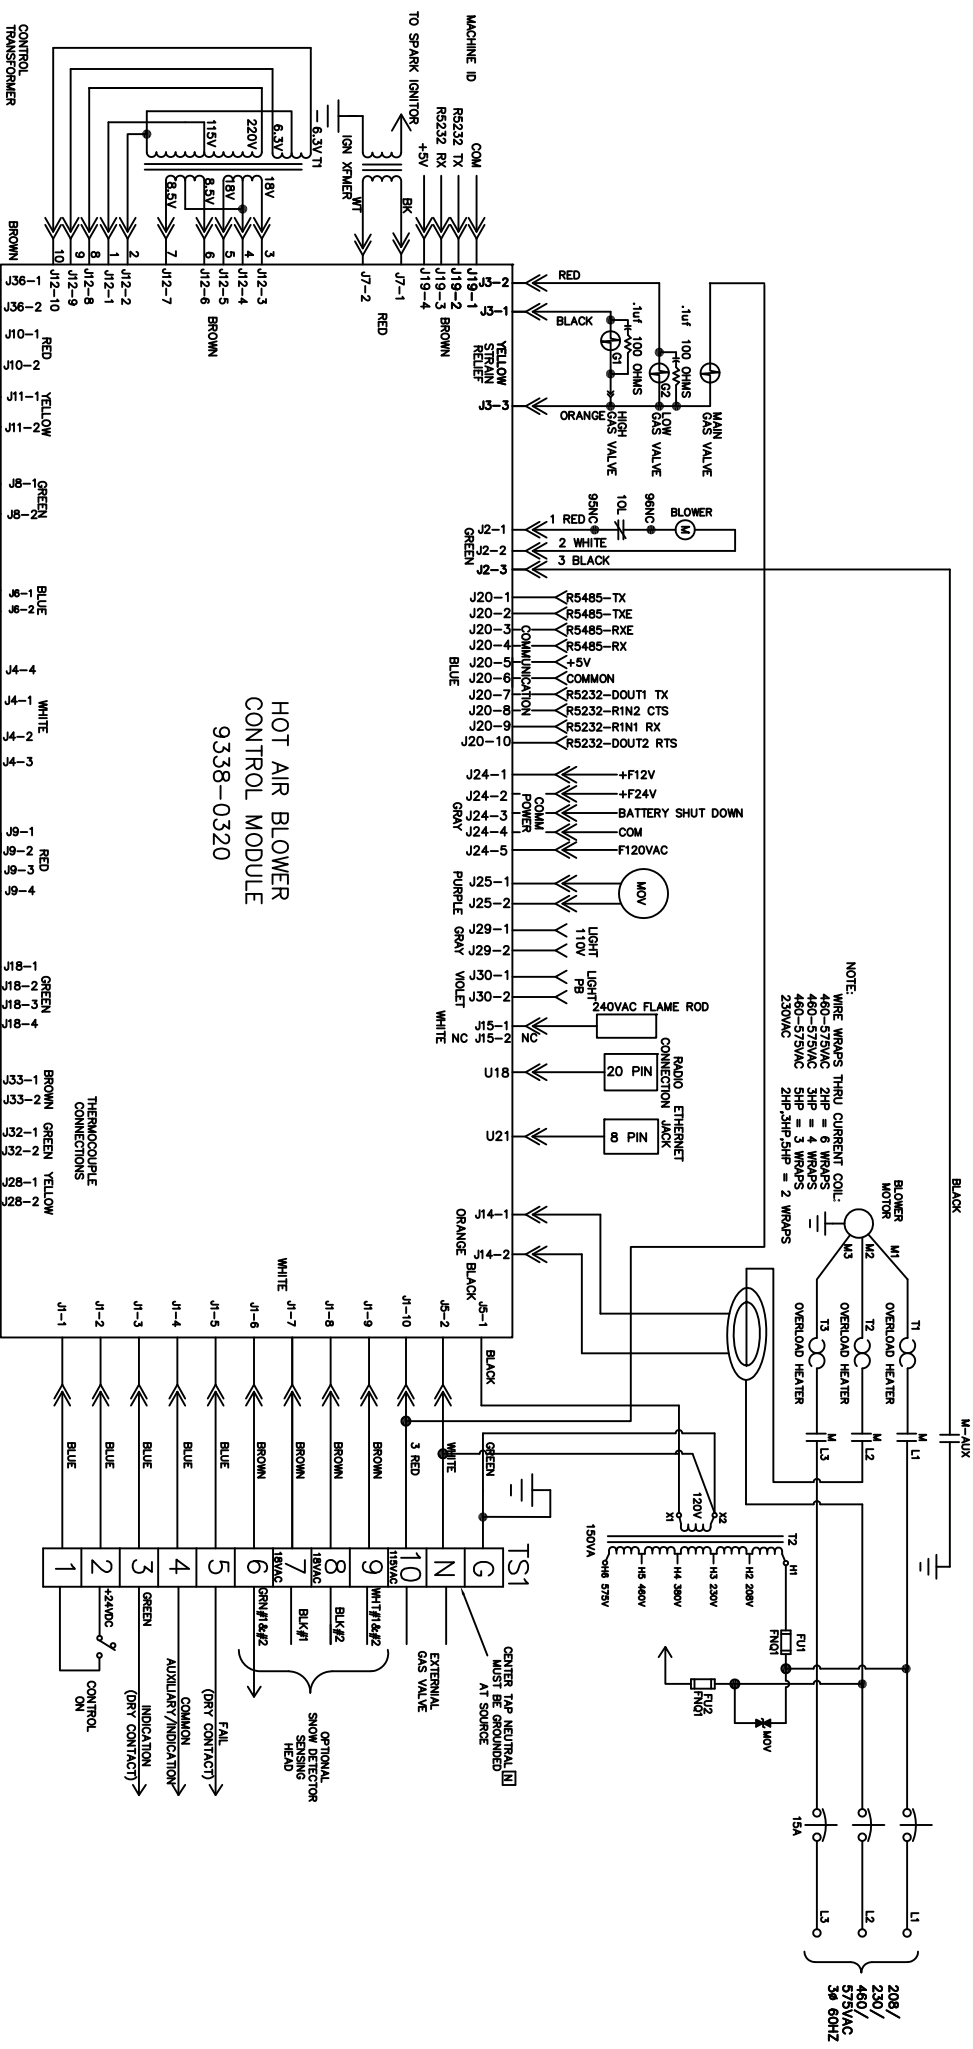 CONTROL
TRANSFORMER
MACHINE ID
TO SPARK IGNITOR
COM
R5232 TX
R5232 RX
+5V
6.3V T1
6.3V
220V
115V
18V
18V
8.5V
8.5V
IGN XFMER
WT
BK
BROWN
10
9
8
1
2
7
6
5
4
3
J12-10
J12-9
J12-8
J12-1
J12-2
J12-7
J12-6
J12-5
J12-4
J12-3
BROWN
J7-2
J7-1
RED
J19-4
J19-3
J19-2
J19-1
BROWN
J3-2
J3-1
YELLOW
STRAIN
RELIEF
J3-3
RED
BLACK
ORANGE
.1uf
100 OHMS
G1
HIGH
GAS VALVE
.1uf
100 OHMS
G2
LOW
GAS VALVE
MAIN
GAS VALVE
J36-1
J36-2
J10-1
RED
J10-2
J11-1
YELLOW
J11-2
J8-1
GREEN
J8-2
J6-1
BLUE
J6-2
J4-4
J4-1
WHITE
J4-2
J4-3
J9-1
J9-2
RED
J9-3
J9-4
J18-1
J18-2
GREEN
J18-3
J18-4
J33-1
BROWN
J33-2
J32-1
GREEN
J32-2
J28-1
YELLOW
J28-2
THERMOCOUPLE
CONNECTIONS
HOT AIR BLOWER
CONTROL MODULE
9338-0320
J2-1
J2-2
J2-3
GREEN
1 RED
2 WHITE
3 BLACK
95NC
1OL
96NC
BLOWER
M
J20-1
J20-2
J20-3
J20-4
J20-5
J20-6
J20-7
J20-8
J20-9
J20-10
COMMUNICATION
BLUE
R5485-TX
R5485-TXE
R5485-RXE
R5485-RX
+5V
COMMON
R5232-DOUT1 TX
R5232-R1N2 CTS
R5232-R1N1 RX
R5232-DOUT2 RTS
J24-1
J24-2
J24-3
J24-4
J24-5
COMM
POWER
GRAY
+F12V
+F24V
BATTERY SHUT DOWN
COM
F120VAC
J25-1
J25-2
PURPLE
MOV
J29-1
J29-2
GRAY
LIGHT
110V
J30-1
J30-2
VIOLET
LIGHT
PB
240VAC FLAME ROD
J15-1
NC J15-2 NC
WHITE
U18
20 PIN
RADIO
CONNECTION
U21
8 PIN
ETHERNET
JACK
J14-1
J14-2
ORANGE
BLACK
J5-1
J5-2
WHITE
J1-1
J1-2
J1-3
J1-4
J1-5
J1-6
J1-7
J1-8
J1-9
J1-10
BLACK
BLUE
BLUE
BLUE
BLUE
BLUE
BROWN
BROWN
BROWN
BROWN
3 RED
WHITE
GREEN
TS1
1
2
3
4
5
6
7
18VAC
8
18VAC
9
10
115VAC
N
G
+24VDC
CONTROL
ON
GREEN
INDICATION
(DRY CONTACT)
COMMON
AUXILIARY/INDICATION
FAIL
(DRY CONTACT)
GRN#1&#2
BLK#1
BLK#2
WHT#1&#2
OPTIONAL
SNOW DETECTOR
SENSING
HEAD
EXTERNIAL
GAS VALVE
CENTER TAP NEUTRAL N
MUST BE GROUNDED
AT SOURCE
NOTE:
WIRE WRAPS THRU CURRENT COIL:
460-575VAC 2HP = 6 WRAPS
460-575VAC 3HP = 4 WRAPS
460-575VAC 5HP = 3 WRAPS
230VAC 2HP,3HP,5HP = 2 WRAPS
BLACK
BLOWER
MOTOR
M1
M2
M3
T1
OVERLOAD HEATER
T2
OVERLOAD HEATER
T3
OVERLOAD HEATER
M-AUX
M
L1
M
L2
M
L3
120V
X1
X2
T2
150VA
H1
H2 208V
H3 230V
H4 380V
H5 460V
H6 575V
FU1
FNQ1
FU2
FNQ1
MOV
15A
L1
L2
L3
208/
230/
460/
575VAC
3Ø 60HZ